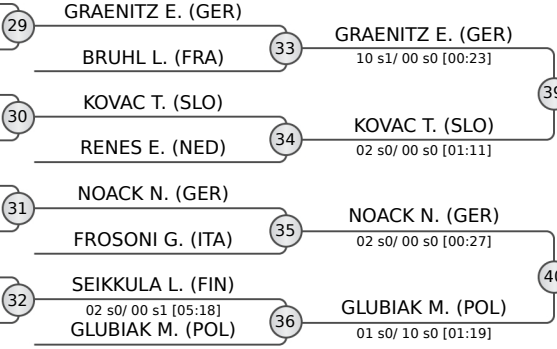 29
GRAENITZ E. (GER)
BRUHL L. (FRA)
33
GRAENITZ E. (GER)
10 s1/ 00 s0 [00:23]
39
30
KOVAC T. (SLO)
RENES E. (NED)
34
KOVAC T. (SLO)
02 s0/ 00 s0 [01:11]
31
NOACK N. (GER)
FROSONI G. (ITA)
35
NOACK N. (GER)
02 s0/ 00 s0 [00:27]
40
32
SEIKKULA L. (FIN)
02 s0/ 00 s1 [05:18]
GLUBIAK M. (POL)
36
GLUBIAK M. (POL)
01 s0/ 10 s0 [01:19]